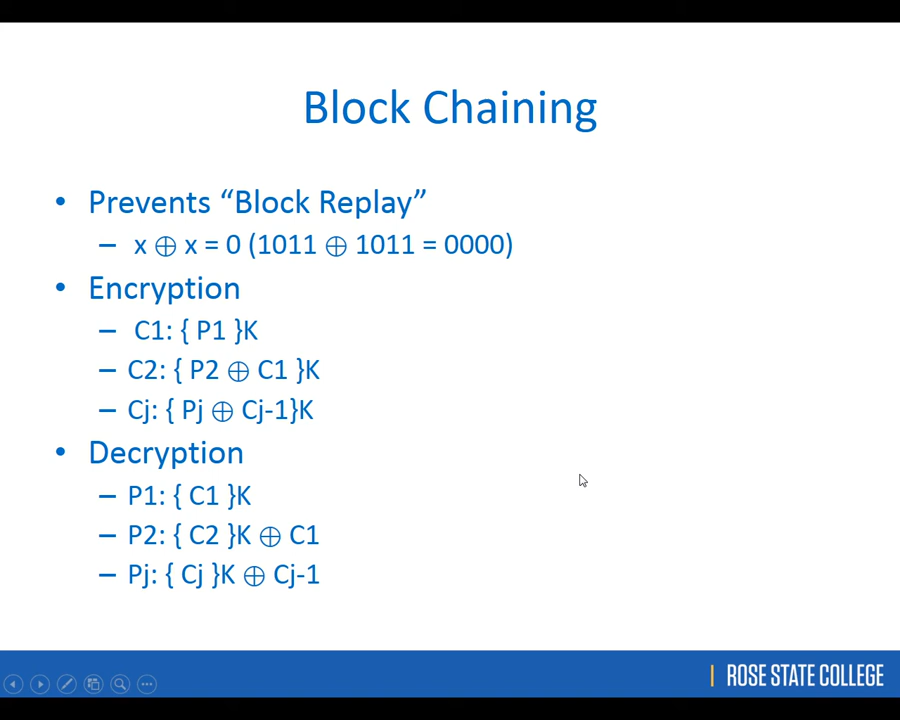 Block Chaining
• Prevents “Block Replay”
– x ⊕ x = 0 (1011 ⊕ 1011 = 0000)
• Encryption
– C1: { P1 }K
– C2: { P2 ⊕ C1 }K
– Cj: { Pj ⊕ Cj-1}K
• Decryption
– P1: { C1 }K
– P2: { C2 }K ⊕ C1
– Pj: { Cj }K ⊕ Cj-1
ROSE STATE COLLEGE